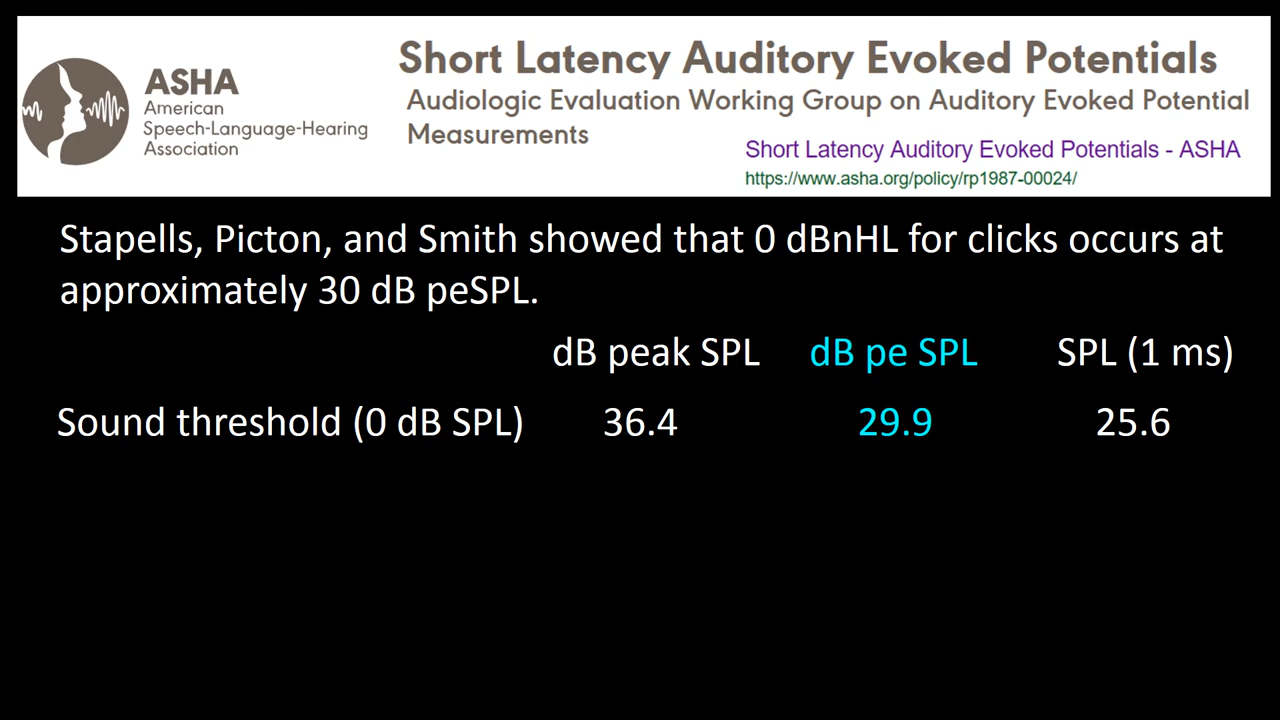 ASHA
American
Speech-Language-Hearing
Association
Short Latency Auditory Evoked Potentials
Audiologic Evaluation Working Group on Auditory Evoked Potential
Measurements
Short Latency Auditory Evoked Potentials - ASHA
https://www.asha.org/policy/rp1987-00024/
Stapells, Picton, and Smith showed that 0 dBnHL for clicks occurs at
approximately 30 dB peSPL.
dB peak SPL dB pe SPL SPL (1 ms)
Sound threshold (0 dB SPL) 36.4 29.9 25.6